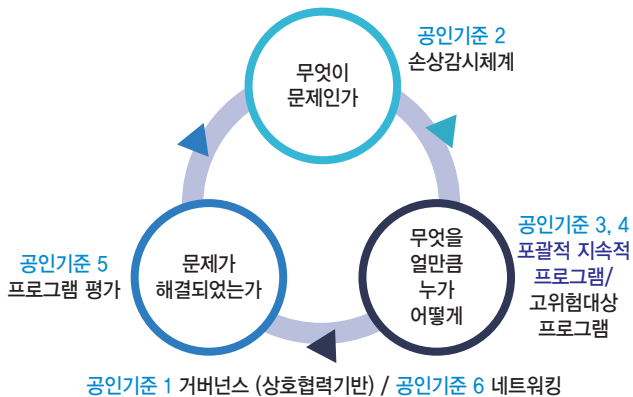 공인기준 2
손상감시체계
무엇이
문제인가
공인기준 3, 4
포괄적 지속적
프로그램/
고위험대상
프로그램
무엇을
얼만큼
누가
어떻게
공인기준 5
프로그램 평가
문제가
해결되었는가
공인기준 1 거버넌스 (상호협력기반) / 공인기준 6 네트워킹